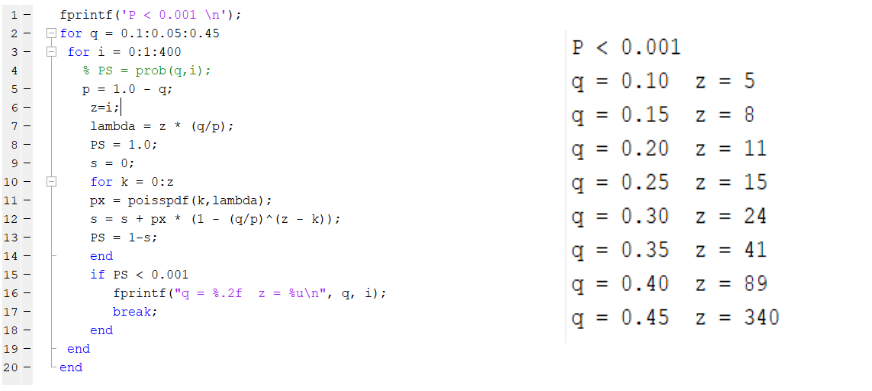 1 - fprintf('P < 0.001 \n');
2 - for q = 0.1:0.05:0.45
3 - for i = 0:1:400
4 % PS = prob(q,i);
5 - p = 1.0 - q;
6 - z=i;
7 - lambda = z * (q/p);
8 - PS = 1.0;
9 - s = 0;
10 - for k = 0:z
11 - px = poisspdf(k,lambda);
12 - s = s + px * (1 - (q/p)^(z - k));
13 - PS = 1-s;
14 - end
15 - if PS < 0.001
16 - fprintf("q = %.2f  z = %u\n", q, i);
17 - break;
18 - end
19 - end
20 - end
P < 0.001
q = 0.10  z = 5
q = 0.15  z = 8
q = 0.20  z = 11
q = 0.25  z = 15
q = 0.30  z = 24
q = 0.35  z = 41
q = 0.40  z = 89
q = 0.45  z = 340